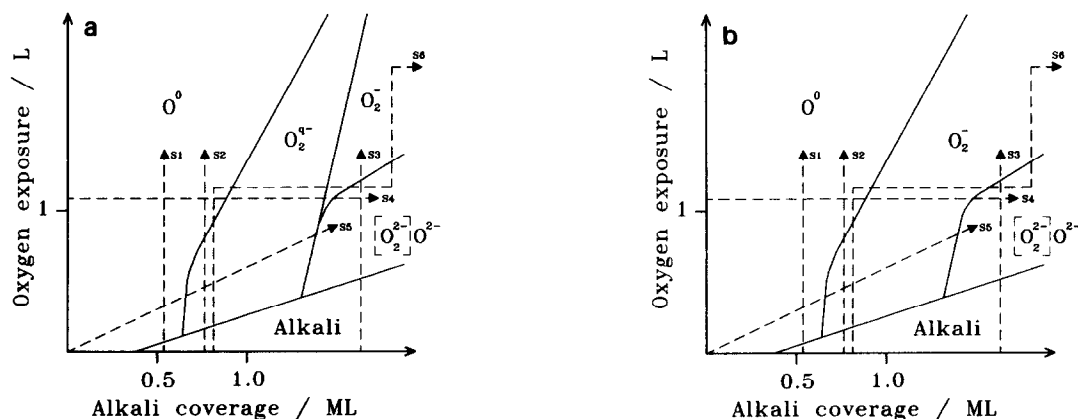 a
Oxygen exposure / L
1
O⁰
O₂^q-
O₂⁻
S1
S2
S3
S4
S5
S6
[O₂²⁻]O²⁻
Alkali
0.5
1.0
Alkali coverage / ML
b
Oxygen exposure / L
1
O⁰
O₂⁻
S1
S2
S3
S4
S5
S6
[O₂²⁻]O²⁻
Alkali
0.5
1.0
Alkali coverage / ML